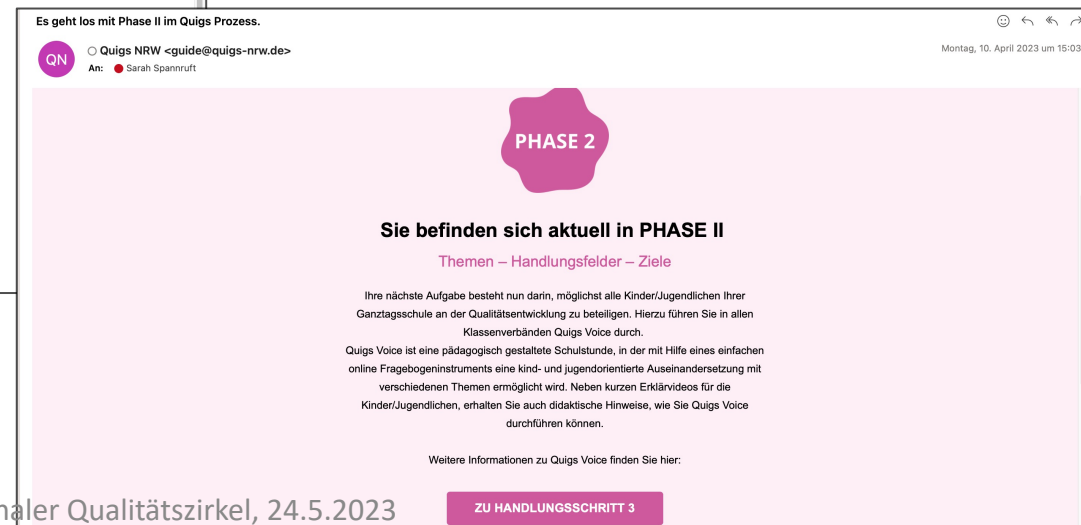 Es geht los mit Phase II im Quigs Prozess.
QN
Quigs NRW <guide@quigs-nrw.de>
Montag, 10. April 2023 um 15:03
An: Sarah Spannruft
PHASE 2
Sie befinden sich aktuell in PHASE II
Themen – Handlungsfelder – Ziele
Ihre nächste Aufgabe besteht nun darin, möglichst alle Kinder/Jugendlichen Ihrer
Ganztagsschule an der Qualitätsentwicklung zu beteiligen. Hierzu führen Sie in allen
Klassenverbänden Quigs Voice durch.
Quigs Voice ist eine pädagogisch gestaltete Schulstunde, in der mit Hilfe eines einfachen
online Fragebogeninstruments eine kind- und jugendorientierte Auseinandersetzung mit
verschiedenen Themen ermöglicht wird. Neben kurzen Erklärvideos für die
Kinder/Jugendlichen, erhalten Sie auch didaktische Hinweise, wie Sie Quigs Voice
durchführen können.
Weitere Informationen zu Quigs Voice finden Sie hier:
ZU HANDLUNGSSCHRITT 3
naler Qualitätszirkel, 24.5.2023